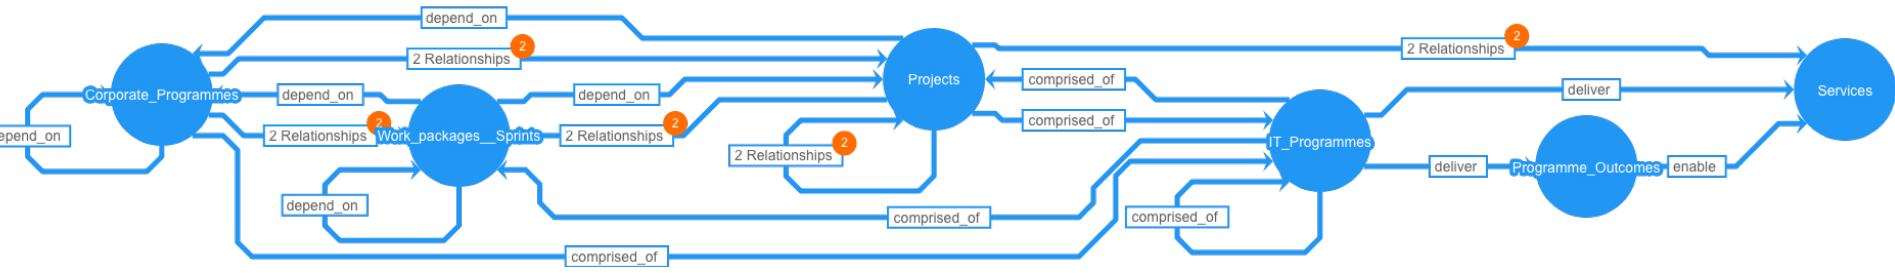 depend_on
2 Relationships
2
Corporate_Programmes
depend_on
epend_on
2 Relationships
2
Work_packages__Sprints
depend_on
2 Relationships
2
depend_on
Projects
2 Relationships
2
comprised_of
comprised_of
2 Relationships
2
deliver
Services
IT_Programmes
deliver
Programme_Outcomes
enable
comprised_of
comprised_of
comprised_of